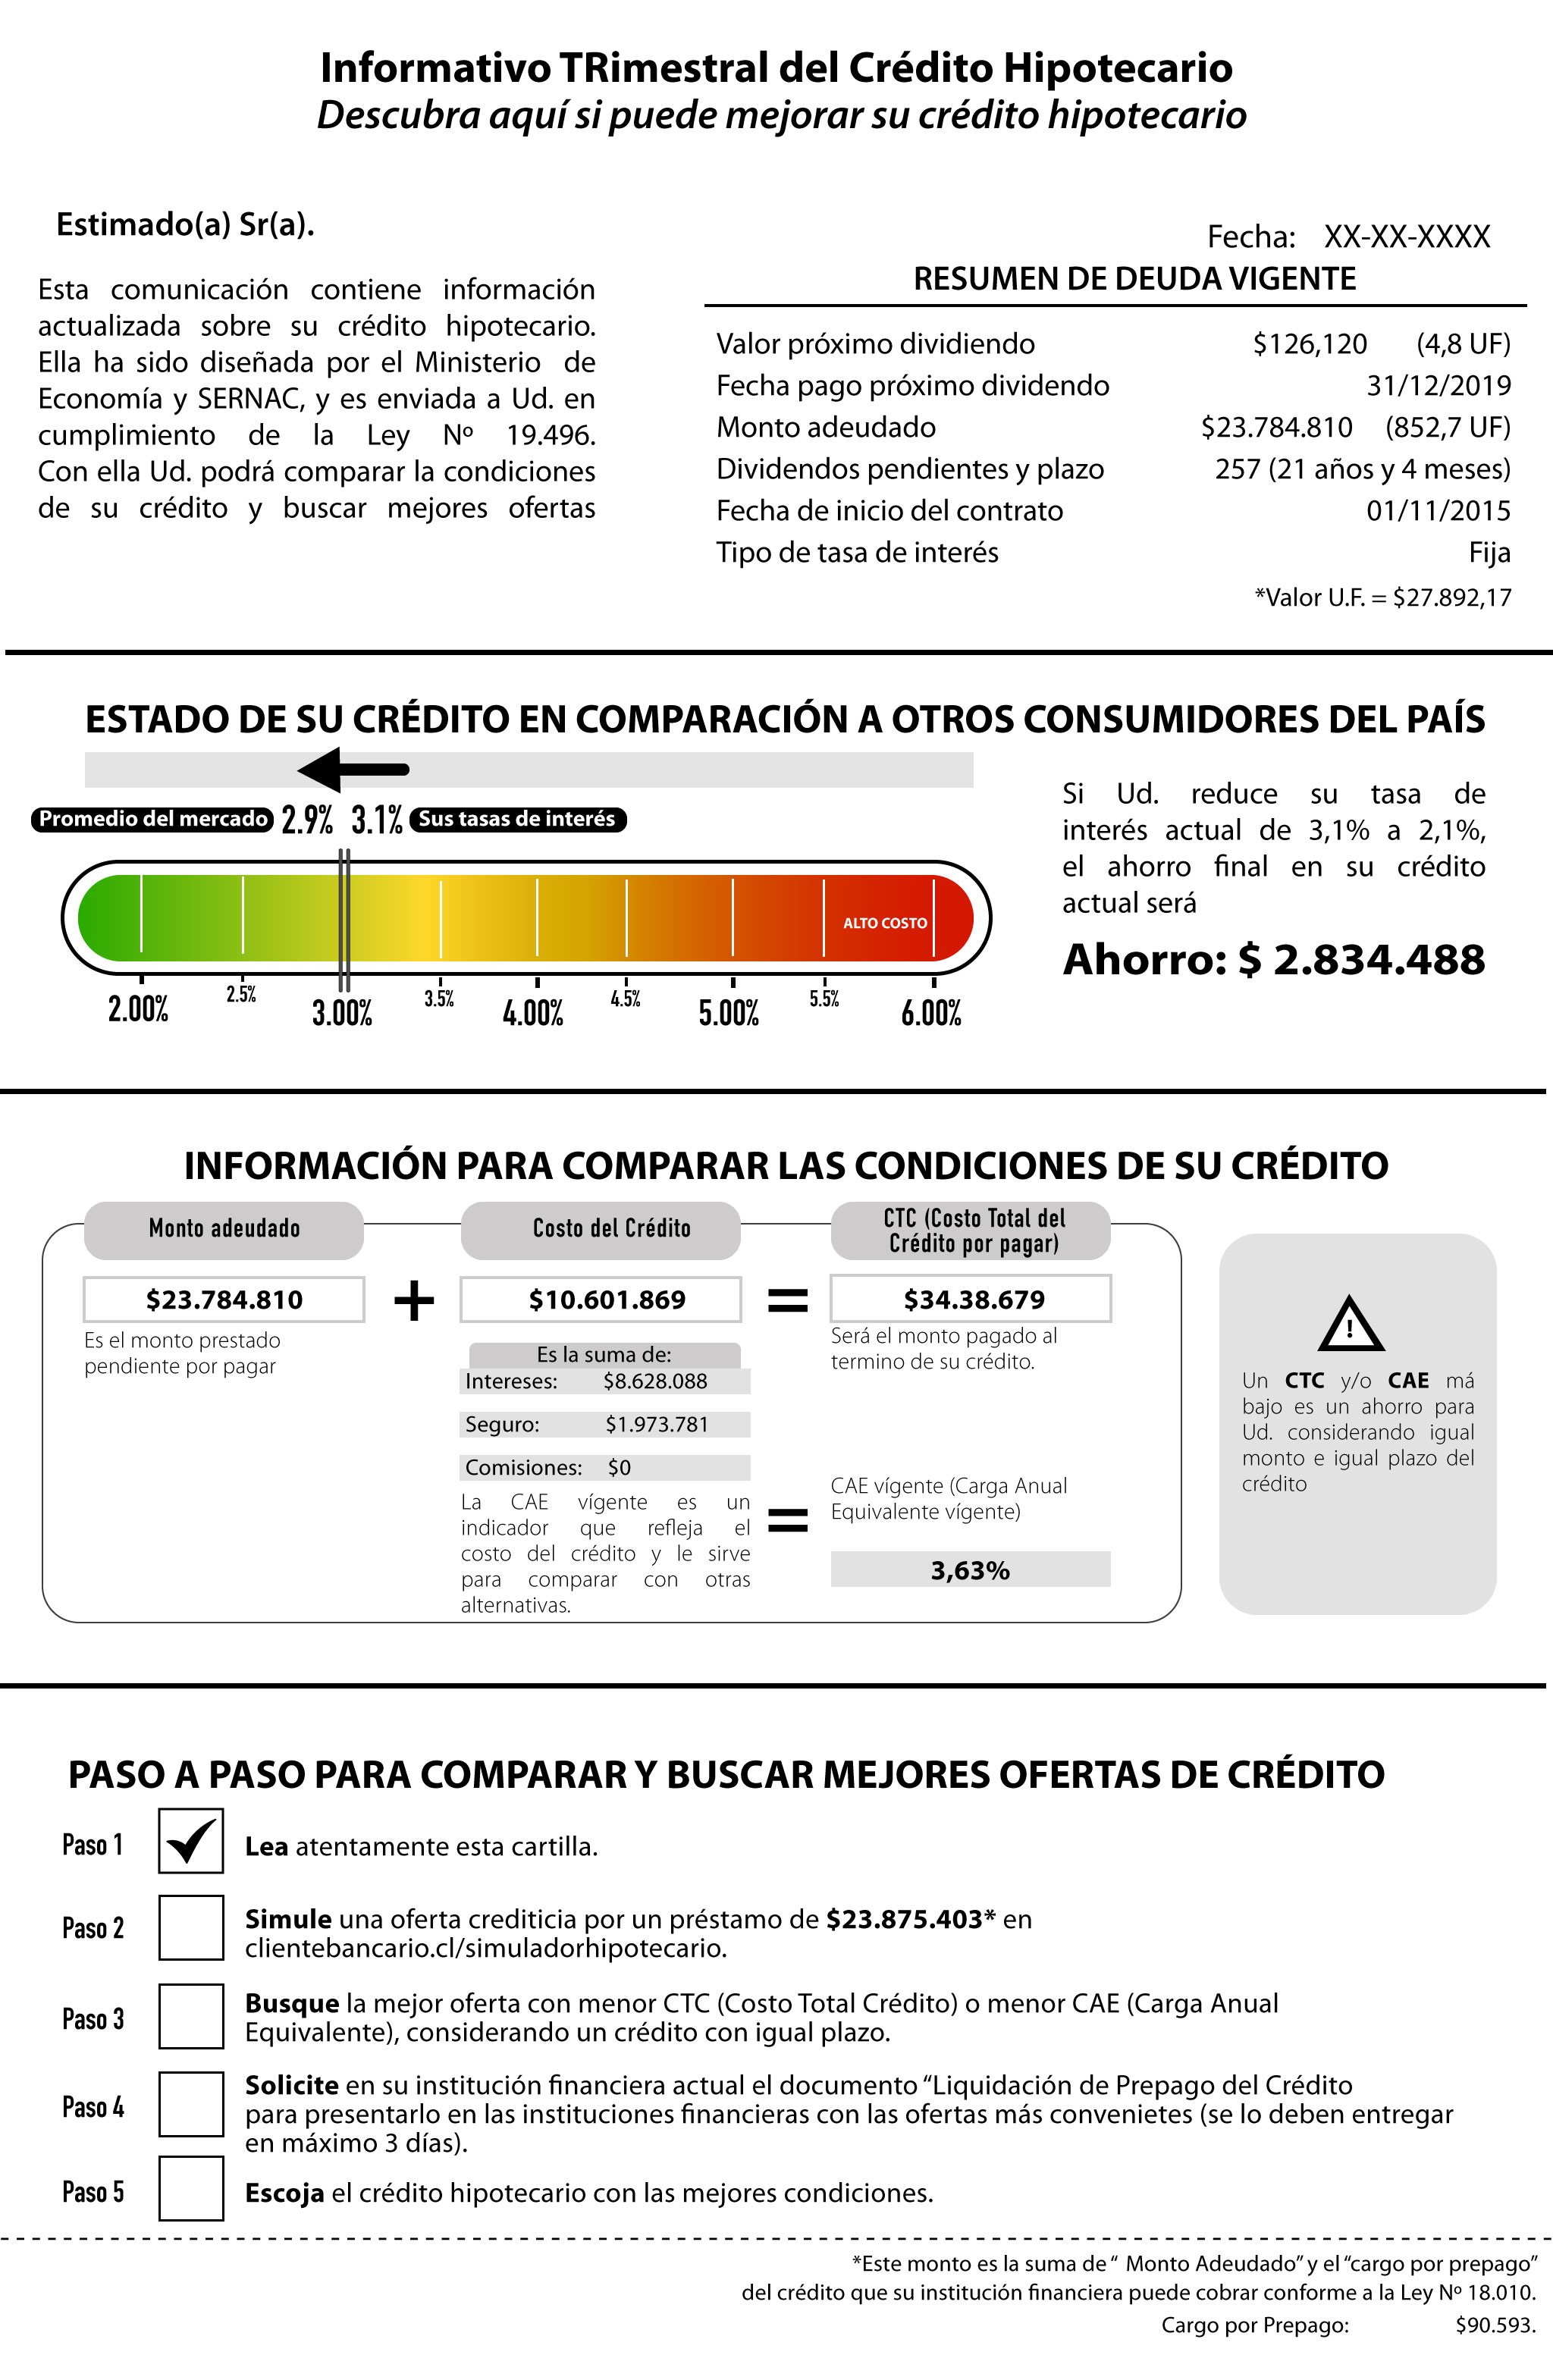 Informativo TRimestral del Crédito Hipotecario
Descubra aquí si puede mejorar su crédito hipotecario
Estimado(a) Sr(a).
Esta comunicación contiene información
actualizada sobre su crédito hipotecario.
Ella ha sido diseñada por el Ministerio de
Economía y SERNAC, y es enviada a Ud. en
cumplimiento de la Ley Nº 19.496.
Con ella Ud. podrá comparar la condiciones
de su crédito y buscar mejores ofertas
Fecha: XX-XX-XXXX
RESUMEN DE DEUDA VIGENTE
Valor próximo dividiendo $126,120 (4,8 UF)
Fecha pago próximo dividendo 31/12/2019
Monto adeudado $23.784.810 (852,7 UF)
Dividendos pendientes y plazo 257 (21 años y 4 meses)
Fecha de inicio del contrato 01/11/2015
Tipo de tasa de interés Fija
*Valor U.F. = $27.892,17
ESTADO DE SU CRÉDITO EN COMPARACIÓN A OTROS CONSUMIDORES DEL PAÍS
Promedio del mercado 2.9% 3.1% Sus tasas de interés
ALTO COSTO
2.00% 2.5% 3.00% 3.5% 4.00% 4.5% 5.00% 5.5% 6.00%
Si Ud. reduce su tasa de
interés actual de 3,1% a 2,1%,
el ahorro final en su crédito
actual será
Ahorro: $ 2.834.488
INFORMACIÓN PARA COMPARAR LAS CONDICIONES DE SU CRÉDITO
Monto adeudado
$23.784.810
Es el monto prestado
pendiente por pagar
+
Costo del Crédito
$10.601.869
Es la suma de:
Intereses: $8.628.088
Seguro: $1.973.781
Comisiones: $0
La CAE vígente es un
indicador que refleja el
costo del crédito y le sirve
para comparar con otras
alternativas.
=
CTC (Costo Total del
Crédito por pagar)
$34.38.679
Será el monto pagado al
termino de su crédito.
=
CAE vígente (Carga Anual
Equivalente vígente)
3,63%
!
Un CTC y/o CAE má
bajo es un ahorro para
Ud. considerando igual
monto e igual plazo del
crédito
PASO A PASO PARA COMPARAR Y BUSCAR MEJORES OFERTAS DE CRÉDITO
Paso 1 Lea atentamente esta cartilla.
Paso 2 Simule una oferta crediticia por un préstamo de $23.875.403* en
clientebancario.cl/simuladorhipotecario.
Paso 3 Busque la mejor oferta con menor CTC (Costo Total Crédito) o menor CAE (Carga Anual
Equivalente), considerando un crédito con igual plazo.
Paso 4 Solicite en su institución financiera actual el documento “Liquidación de Prepago del Crédito
para presentarlo en las instituciones financieras con las ofertas más convenietes (se lo deben entregar
en máximo 3 días).
Paso 5 Escoja el crédito hipotecario con las mejores condiciones.
*Este monto es la suma de “ Monto Adeudado” y el “cargo por prepago”
del crédito que su institución financiera puede cobrar conforme a la Ley Nº 18.010.
Cargo por Prepago: $90.593.